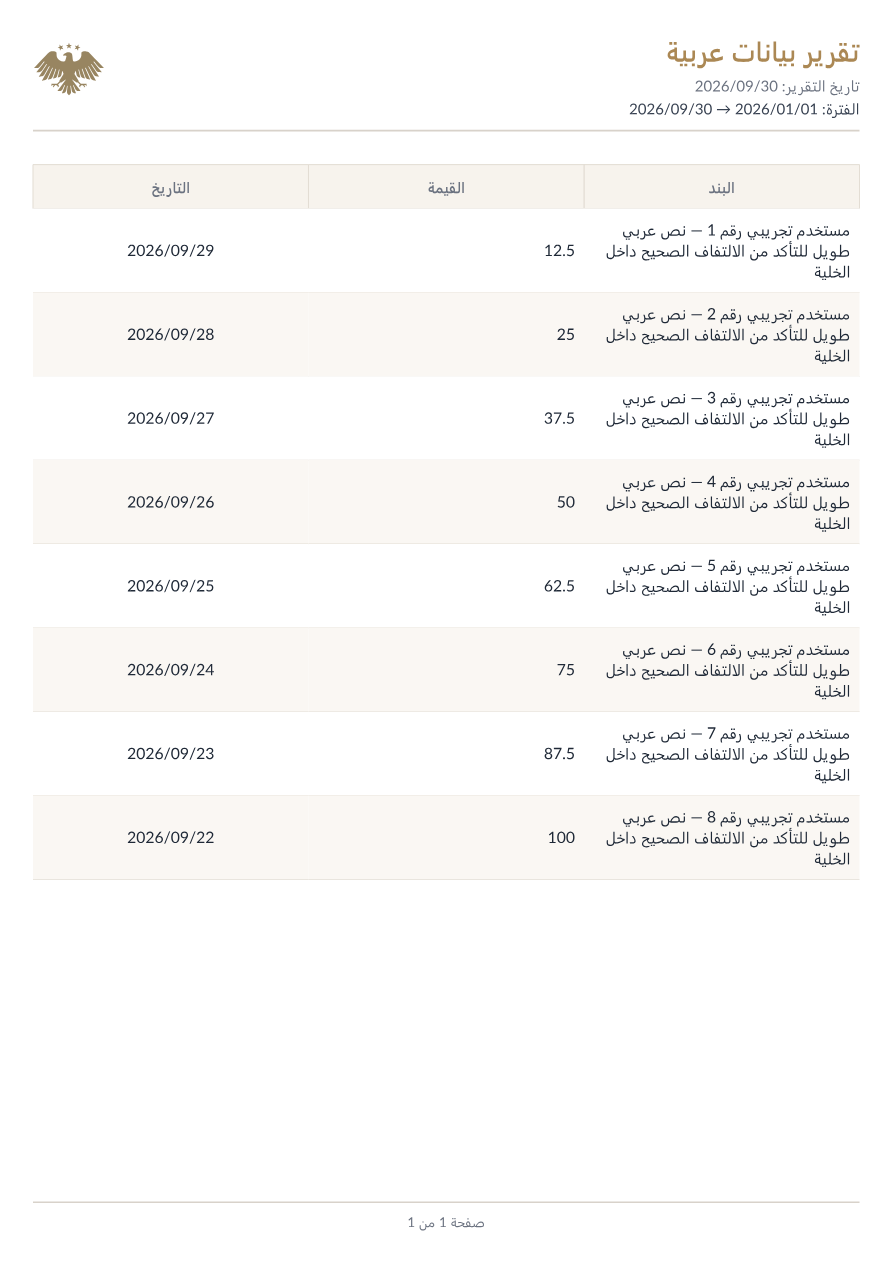 تقرير بيانات عربية
تاريخ التقرير: 2026/09/30
الفترة: 2026/01/01 → 2026/09/30
البند القيمة التاريخ
مستخدم تجريبي رقم 1 – نص عربي
طويل للتأكد من الالتفاف الصحيح داخل
الخلية
12.5
2026/09/29
مستخدم تجريبي رقم 2 – نص عربي
طويل للتأكد من الالتفاف الصحيح داخل
الخلية
25
2026/09/28
مستخدم تجريبي رقم 3 – نص عربي
طويل للتأكد من الالتفاف الصحيح داخل
الخلية
37.5
2026/09/27
مستخدم تجريبي رقم 4 – نص عربي
طويل للتأكد من الالتفاف الصحيح داخل
الخلية
50
2026/09/26
مستخدم تجريبي رقم 5 – نص عربي
طويل للتأكد من الالتفاف الصحيح داخل
الخلية
62.5
2026/09/25
مستخدم تجريبي رقم 6 – نص عربي
طويل للتأكد من الالتفاف الصحيح داخل
الخلية
75
2026/09/24
مستخدم تجريبي رقم 7 – نص عربي
طويل للتأكد من الالتفاف الصحيح داخل
الخلية
87.5
2026/09/23
مستخدم تجريبي رقم 8 – نص عربي
طويل للتأكد من الالتفاف الصحيح داخل
الخلية
100
2026/09/22
صفحة 1 من 1